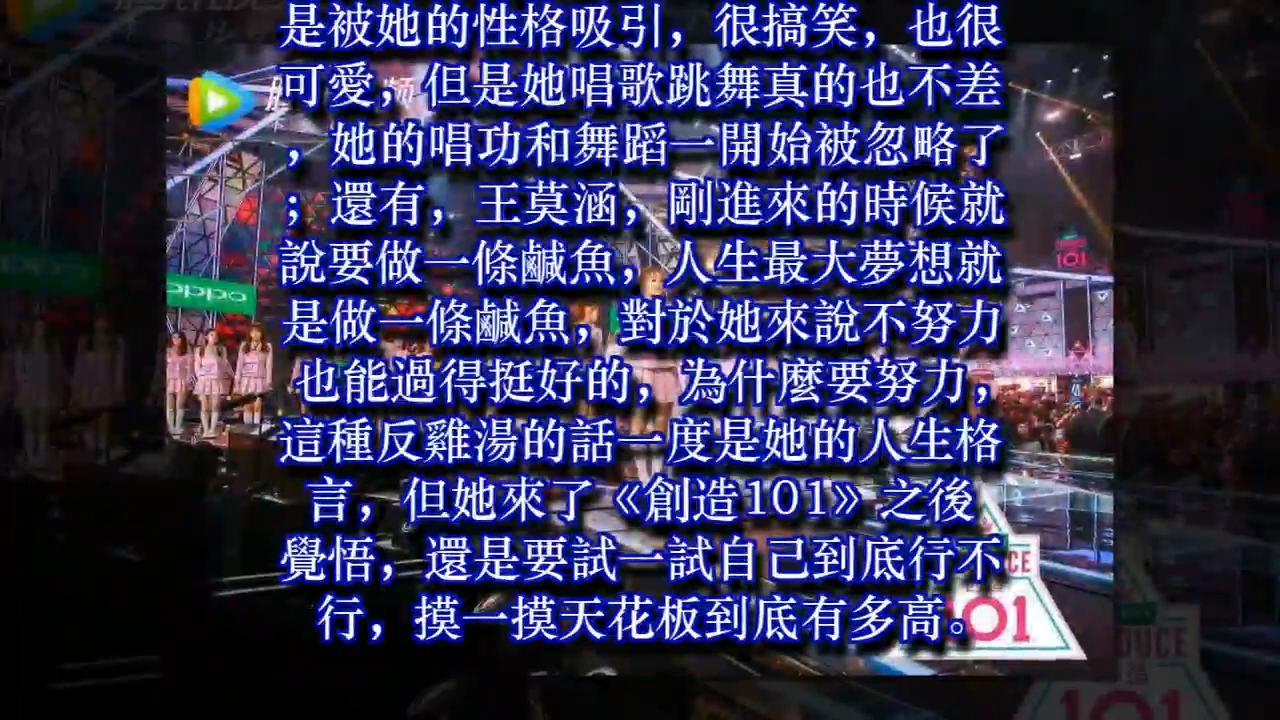 是被她的性格吸引，很搞笑，也很
可愛，但是她唱歌跳舞真的也不差
，她的唱功和舞蹈一開始被忽略了
；還有，王莫涵，剛進來的時候就
說要做一條鹹魚，人生最大夢想就
是做一條鹹魚，對於她來說不努力
也能過得挺好的，為什麼要努力，
這種反雞湯的話一度是她的人生格
言，但她來了《創造101》之後
覺悟，還是要試一試自己到底行不
行，摸一摸天花板到底有多高。
oppo
101
101
DUCE
101